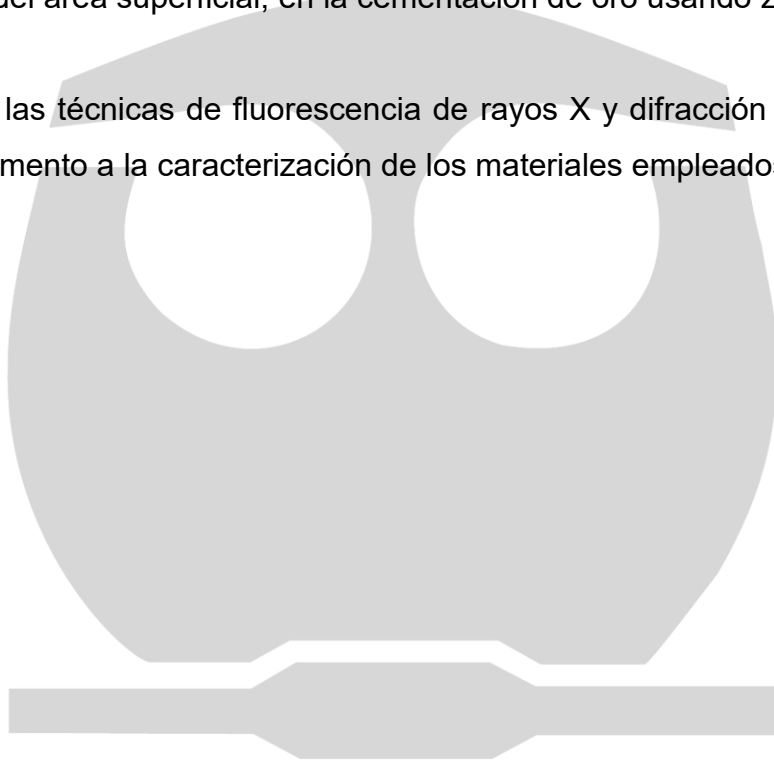 del área superficial, en la cementación de oro usando
las técnicas de fluorescencia de rayos X y difracción
a la caracterización de los materiales empleados